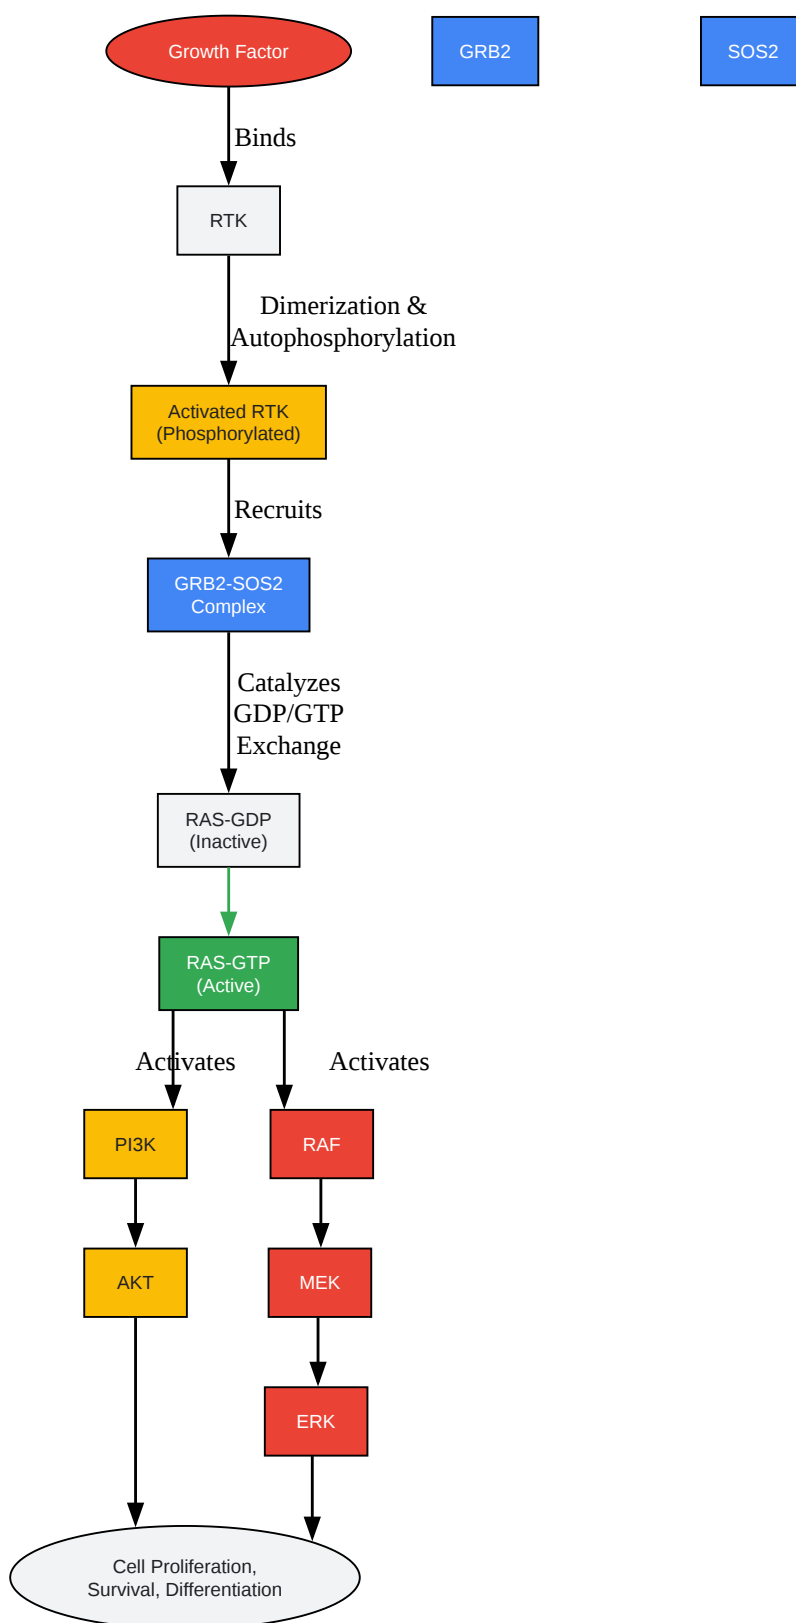 Growth Factor
GRB2
SOS2
Binds
RTK
Dimerization &
Autophosphorylation
Activated RTK
(Phosphorylated)
Recruits
GRB2-SOS2
Complex
Catalyzes
GDP/GTP
Exchange
RAS-GDP
(Inactive)
RAS-GTP
(Active)
Activates
Activates
PI3K
RAF
AKT
MEK
ERK
Cell Proliferation,
Survival, Differentiation